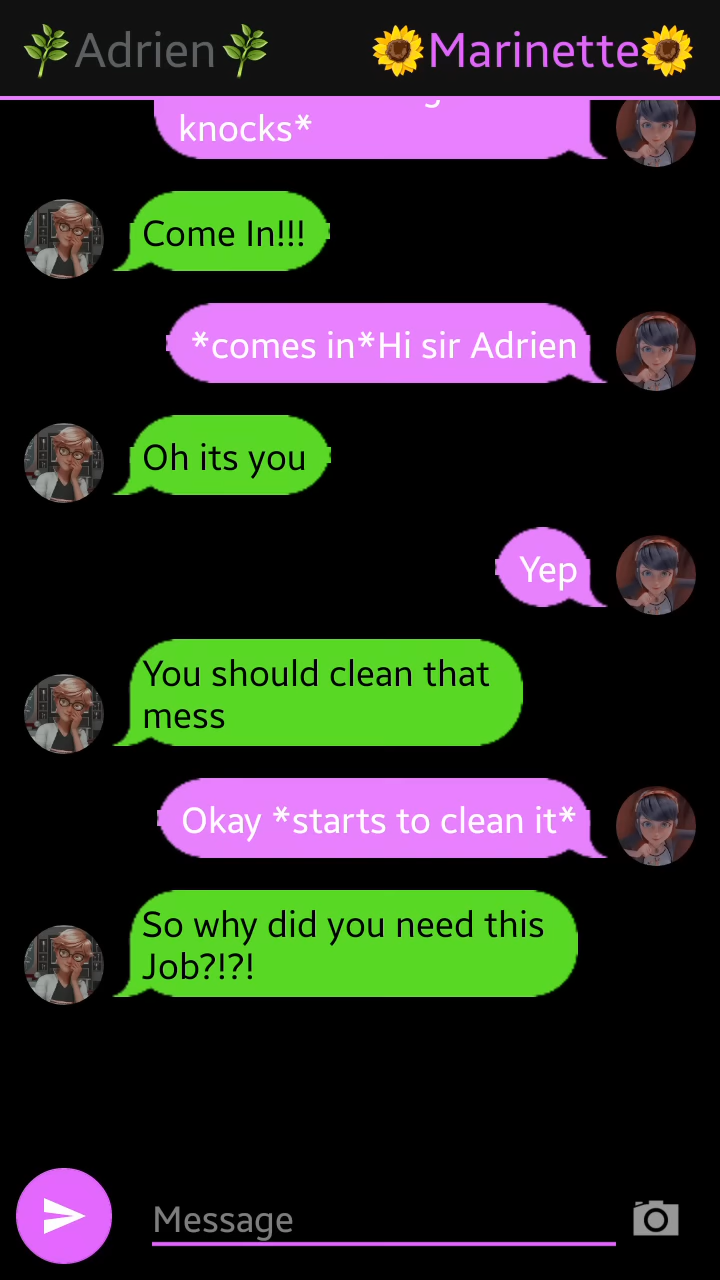 🌿Adrien🌿 🌻Marinette🌻
knocks*
Come In!!!
*comes in*Hi sir Adrien
Oh its you
Yep
You should clean that
mess
Okay *starts to clean it*
So why did you need this
Job?!?!
Message